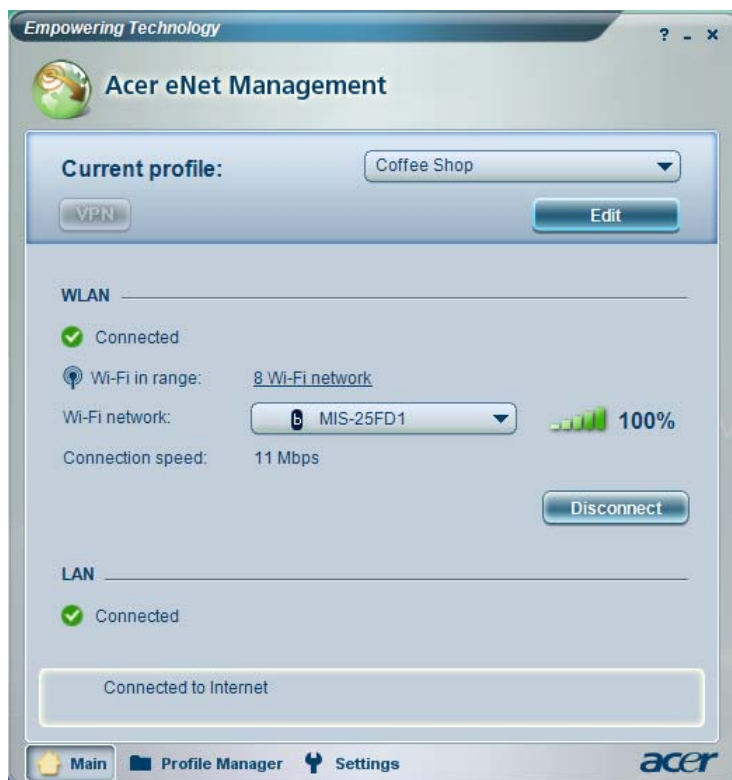 Empowering Technology
? - x
Acer eNet Management
Current profile: Coffee Shop
VPN Edit
WLAN
Connected
Wi-Fi in range: 8 Wi-Fi network
Wi-Fi network: b MIS-25FD1 100%
Connection speed: 11 Mbps
Disconnect
LAN
Connected
Connected to Internet
Main Profile Manager Settings acer